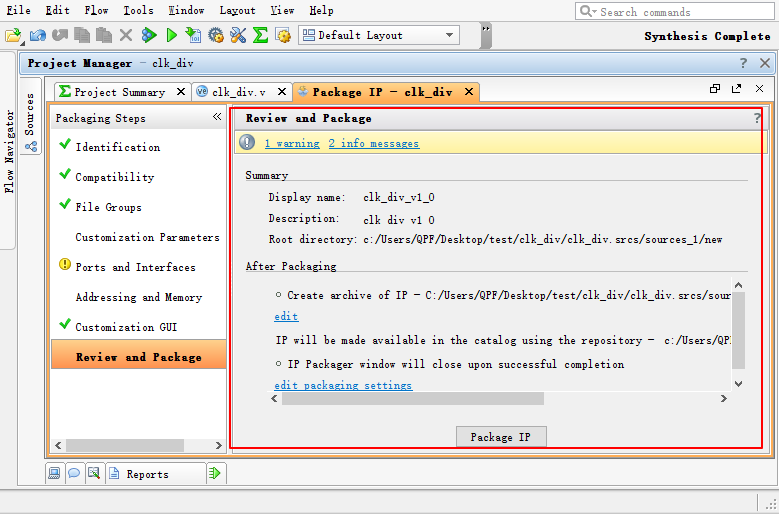 File Edit Flow Tools Window Layout View Help
Search commands
Default Layout
Synthesis Complete
Project Manager - clk_div
Flow Navigator
Sources
Project Summary
clk_div.v
Package IP - clk_div
Packaging Steps
Identification
Compatibility
File Groups
Customization Parameters
Ports and Interfaces
Addressing and Memory
Customization GUI
Review and Package
Review and Package
1 warning 2 info messages
Summary
Display name: clk_div_v1_0
Description: clk div v1 0
Root directory: c:/Users/QPF/Desktop/test/clk_div/clk_div.srcs/sources_1/new
After Packaging
Create archive of IP - C:/Users/QPF/Desktop/test/clk_div/clk_div.srcs/sour
edit
IP will be made available in the catalog using the repository - c:/Users/QPF
IP Packager window will close upon successful completion
edit packaging settings
Package IP
Reports